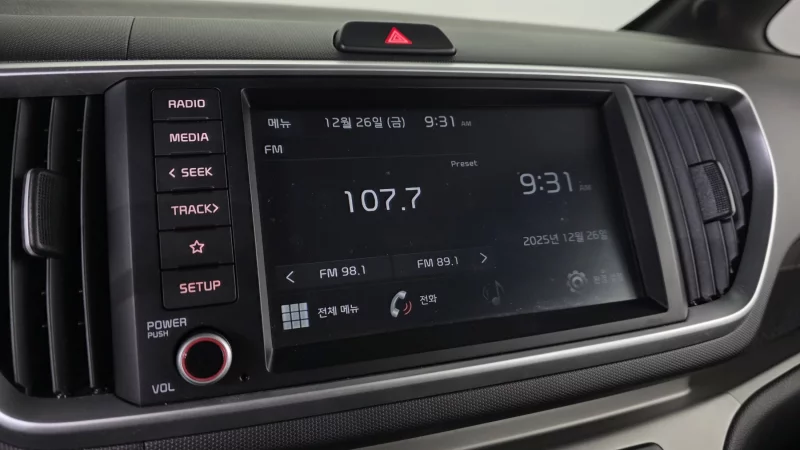 RADIO
MEDIA
< SEEK
TRACK>
SETUP
POWER
PUSH
VOL
메뉴 12월 26일 (금) 9:31 AM
FM
Preset
107.7
9:31 AM
2025년 12월 26일
< FM 98.1 FM 89.1 >
전체 메뉴 전화